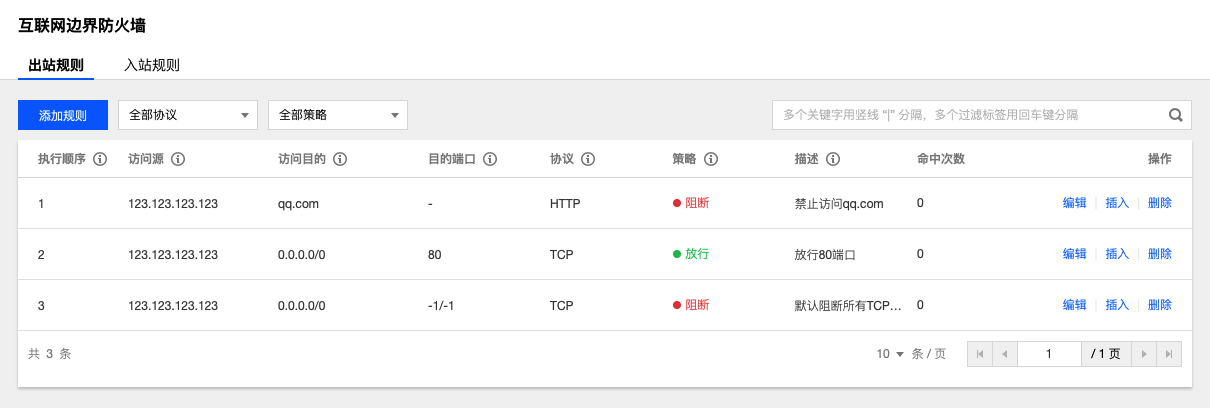 互联网边界防火墙
出站规则 入站规则
添加规则 全部协议 全部策略 多个关键字用竖线 "|" 分隔，多个过滤标签用回车键分隔
执行顺序 访问源 访问目的 目的端口 协议 策略 描述 命中次数 操作
1 123.123.123.123 qq.com - HTTP 阻断 禁止访问qq.com 0 编辑 插入 删除
2 123.123.123.123 0.0.0.0/0 80 TCP 放行 放行80端口 0 编辑 插入 删除
3 123.123.123.123 0.0.0.0/0 -1/-1 TCP 阻断 默认阻断所有TCP... 0 编辑 插入 删除
共 3 条 10 条 / 页 1 / 1 页